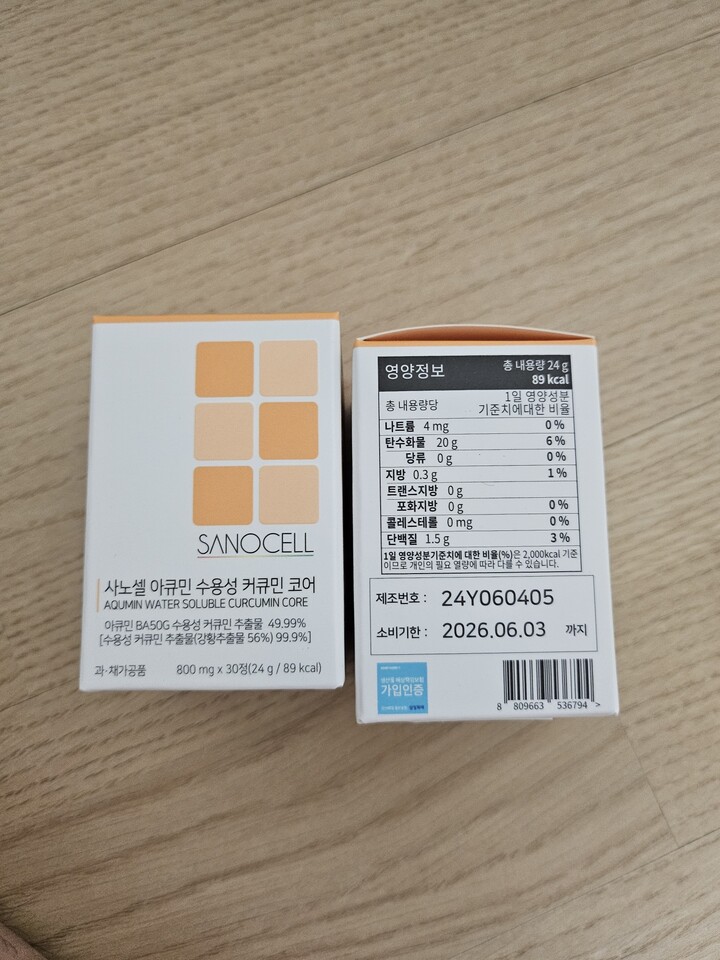 SANOCELL
사노셀 아큐민 수용성 커큐민 코어
AQUMIN WATER SOLUBLE CURCUMIN CORE
아큐민 BA50G 수용성 커큐민 추출물 49.99%
[수용성 커큐민 추출물(강황추출물 56%) 99.9%]
과·채가공품 800 mg x 30정(24 g / 89 kcal)
영양정보 총 내용량 24 g
89 kcal
총 내용량당 1일 영양성분
기준치에대한 비율
나트륨 4 mg 0 %
탄수화물 20 g 6 %
당류 0 g 0 %
지방 0.3 g 1 %
트랜스지방 0 g
포화지방 0 g 0 %
콜레스테롤 0 mg 0 %
단백질 1.5 g 3 %
1일 영양성분기준치에 대한 비율(%)은 2,000kcal 기준
이므로 개인의 필요 열량에 따라 다를 수 있습니다.
제조번호 : 24Y060405
소비기한 : 2026.06.03 까지
생산물 배상책임보험
가입인증
8 809663 536794 >